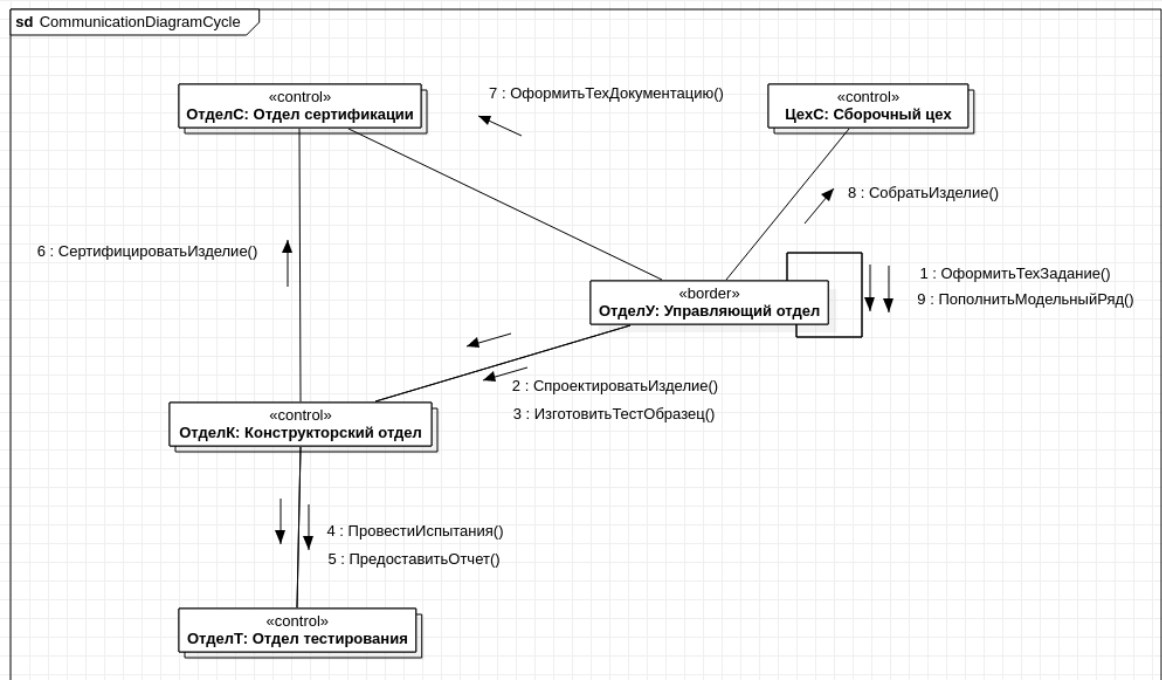 sd CommunicationDiagramCycle
«control»
ОтделС: Отдел сертификации
7 : ОформитьТехДокументацию()
«control»
ЦехС: Сборочный цех
8 : СобратьИзделие()
6 : СертифицироватьИзделие()
«border»
ОтделУ: Управляющий отдел
1 : ОформитьТехЗадание()
9 : ПополнитьМодельныйРяд()
2 : СпроектироватьИзделие()
3 : ИзготовитьТестОбразец()
«control»
ОтделК: Конструкторский отдел
4 : ПровестиИспытания()
5 : ПредоставитьОтчет()
«control»
ОтделТ: Отдел тестирования